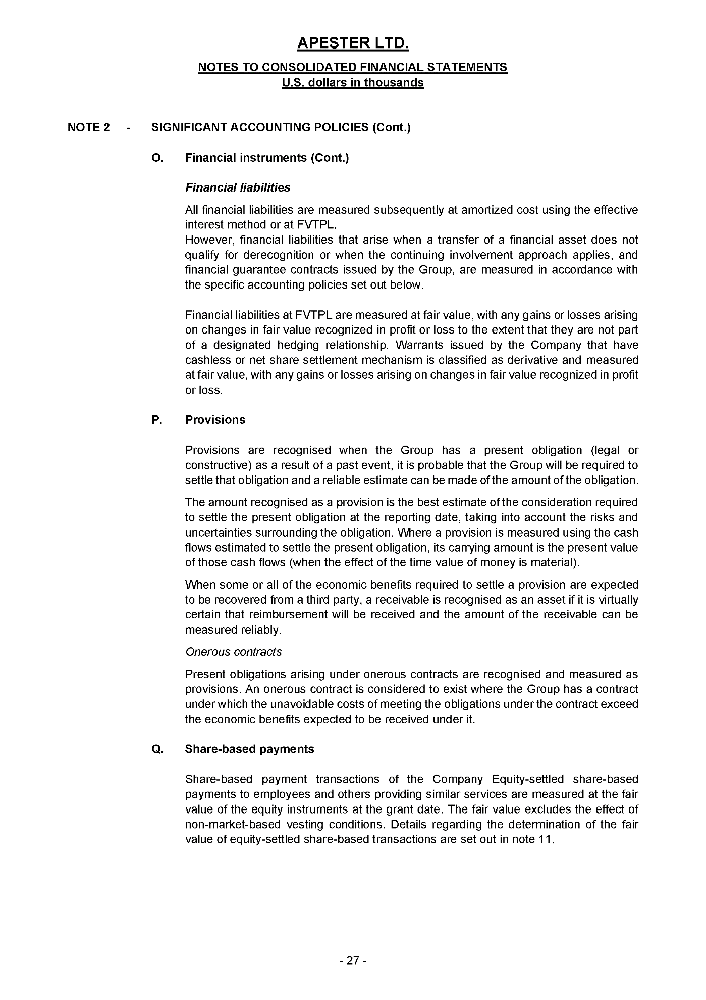 APESTER LTD.
NOTES TO CONSOLIDATED FINANCIAL STATEMENTS
U.S. dollars in thousands
NOTE 2 - SIGNIFICANT ACCOUNTING POLICIES (Cont.)
O. Financial instruments (Cont.)
Financial liabilities
All financial liabilities are measured subsequently at amortized cost using the effective
interest method or at FVTPL.
However, financial liabilities that arise when a transfer of a financial asset does not
qualify for derecognition or when the continuing involvement approach applies, and
financial guarantee contracts issued by the Group, are measured in accordance with
the specific accounting policies set out below.
Financial liabilities at FVTPL are measured at fair value, with any gains or losses arising
on changes in fair value recognized in profit or loss to the extent that they are not part
of a designated hedging relationship. Warrants issued by the Company that have
cashless or net share settlement mechanism is classified as derivative and measured
at fair value, with any gains or losses arising on changes in fair value recognized in profit
or loss.
P. Provisions
Provisions are recognised when the Group has a present obligation (legal or
constructive) as a result of a past event, it is probable that the Group will be required to
settle that obligation and a reliable estimate can be made of the amount of the obligation.
The amount recognised as a provision is the best estimate of the consideration required
to settle the present obligation at the reporting date, taking into account the risks and
uncertainties surrounding the obligation. Where a provision is measured using the cash
flows estimated to settle the present obligation, its carrying amount is the present value
of those cash flows (when the effect of the time value of money is material).
When some or all of the economic benefits required to settle a provision are expected
to be recovered from a third party, a receivable is recognised as an asset if it is virtually
certain that reimbursement will be received and the amount of the receivable can be
measured reliably.
Onerous contracts
Present obligations arising under onerous contracts are recognised and measured as
provisions. An onerous contract is considered to exist where the Group has a contract
under which the unavoidable costs of meeting the obligations under the contract exceed
the economic benefits expected to be received under it.
Q. Share-based payments
Share-based payment transactions of the Company Equity-settled share-based
payments to employees and others providing similar services are measured at the fair
value of the equity instruments at the grant date. The fair value excludes the effect of
non-market-based vesting conditions. Details regarding the determination of the fair
value of equity-settled share-based transactions are set out in note 11.
- 27 -